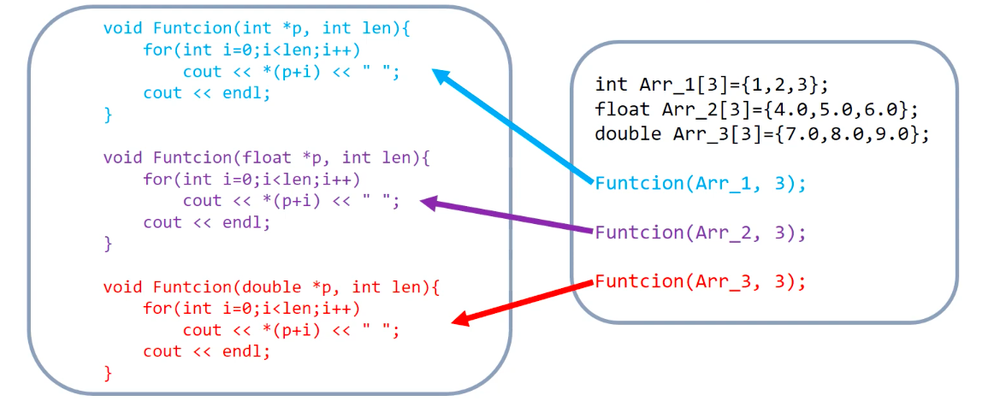 void Funtcion(int *p, int len){
for(int i=0;i<len;i++)
cout << *(p+i) << " ";
cout << endl;
}
void Funtcion(float *p, int len){
for(int i=0;i<len;i++)
cout << *(p+i) << " ";
cout << endl;
}
void Funtcion(double *p, int len){
for(int i=0;i<len;i++)
cout << *(p+i) << " ";
cout << endl;
}
int Arr_1[3]={1,2,3};
float Arr_2[3]={4.0,5.0,6.0};
double Arr_3[3]={7.0,8.0,9.0};
Funtcion(Arr_1, 3);
Funtcion(Arr_2, 3);
Funtcion(Arr_3, 3);